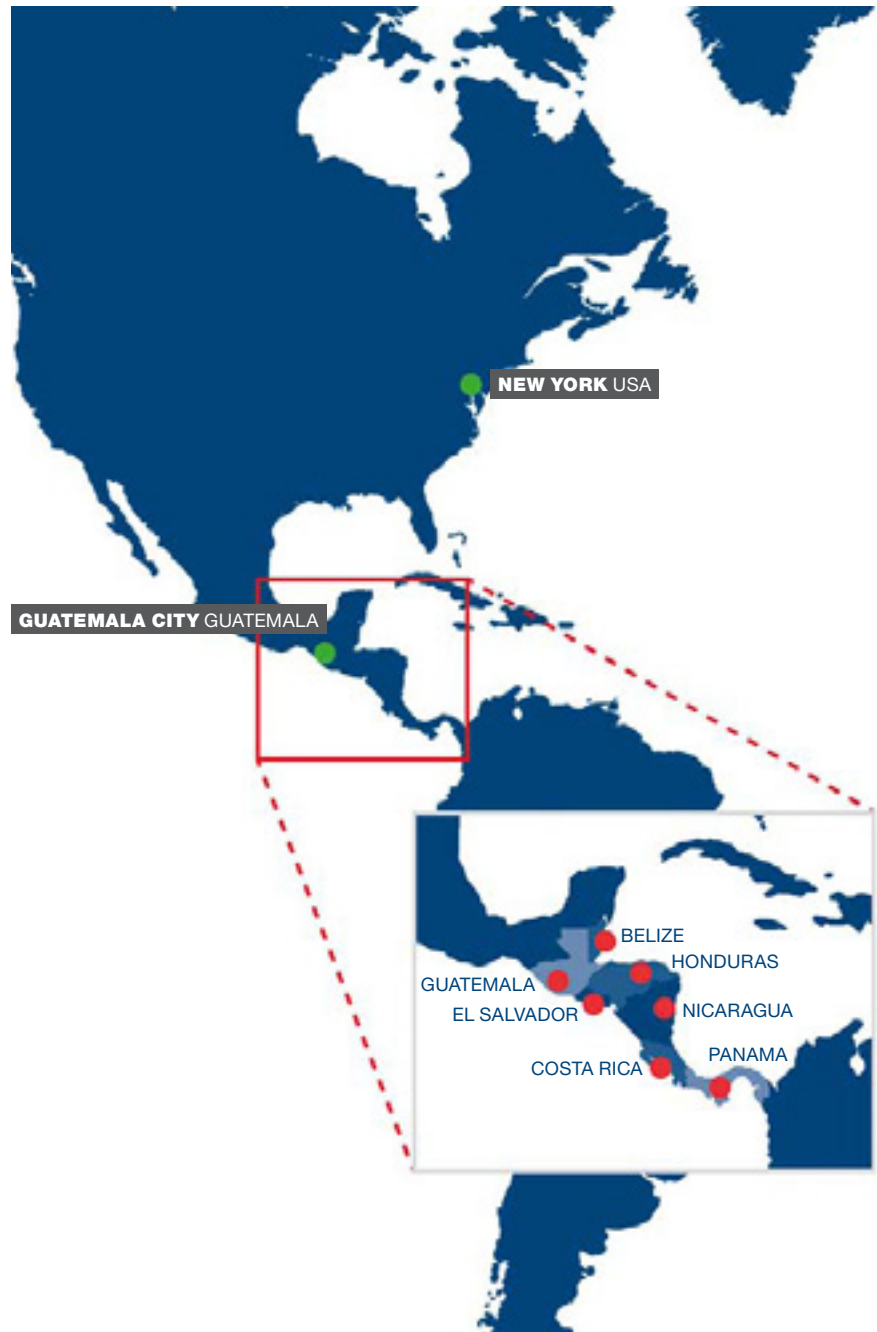 NEW YORK USA
GUATEMALA CITY GUATEMALA
BELIZE
HONDURAS
GUATEMALA
EL SALVADOR
NICARAGUA
PANAMA
COSTA RICA